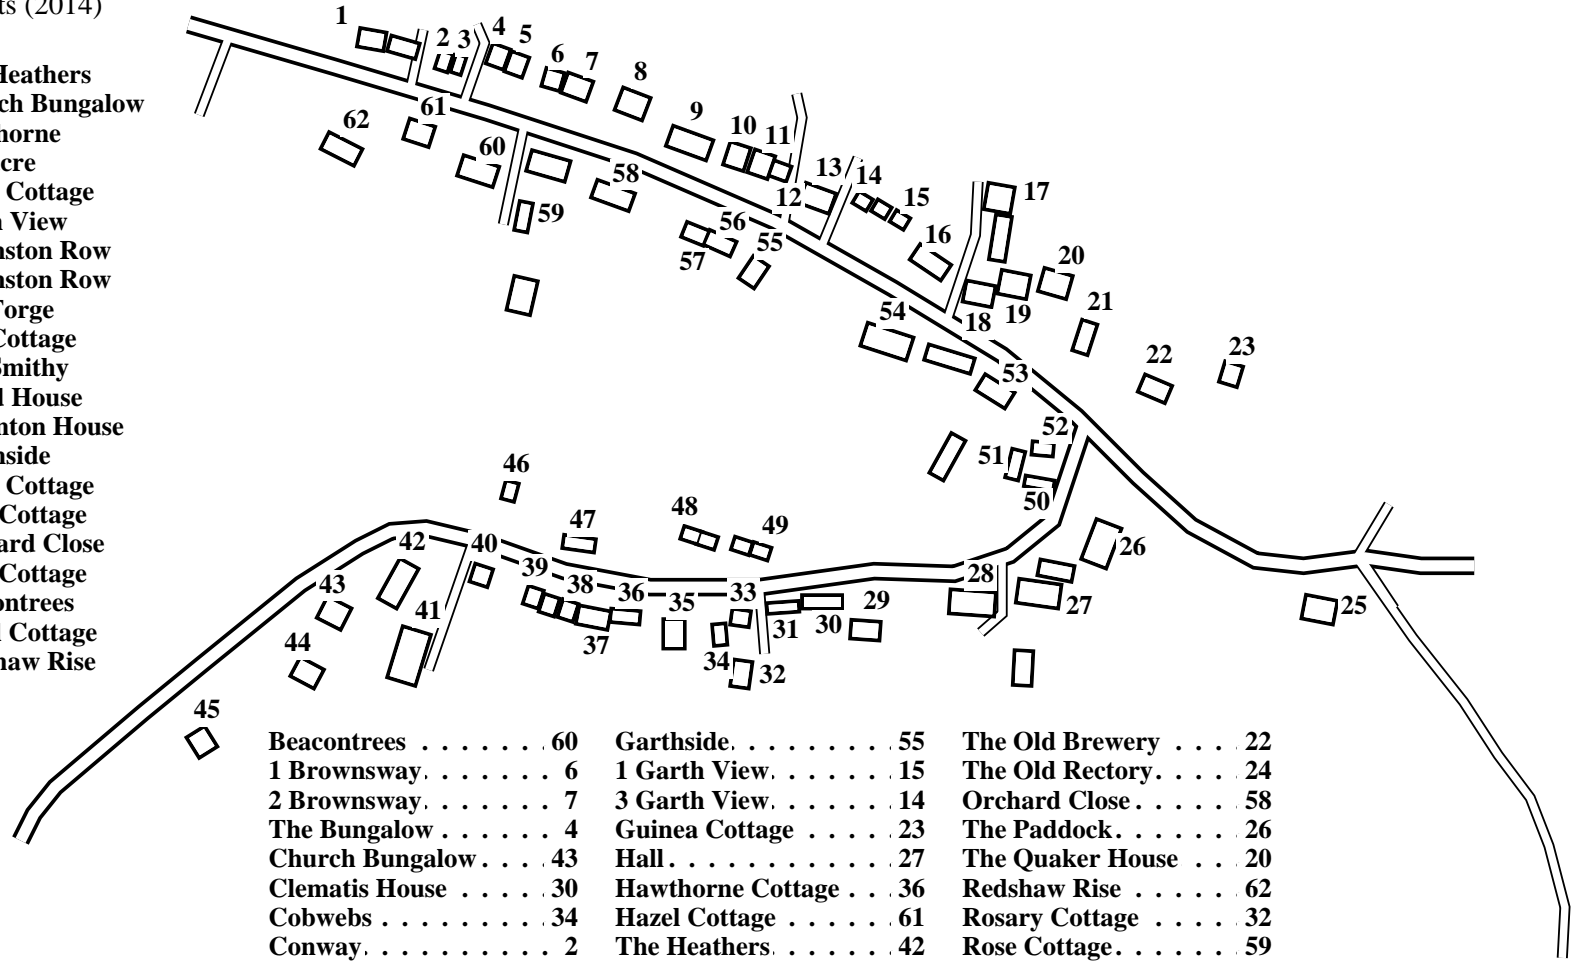 ts (2014)
Heathers
ch Bungalow
horne
cre
Cottage
View
nston Row
nston Row
Forge
Cottage
Smithy
House
nton House
nside
Cottage
Cottage
ard Close
Cottage
ontrees
Cottage
haw Rise
1
2 3
4 5
6 7
8
9
10 11
12 13
14 15
16
17
18 19
20
21
22
23
62
61
60
59
58
57 56 55
54
53
52
51
50
46
47
48 49
42 40
43
41
44
45
39 38 36
37
35
33
34 32
31 30 29
28
27
26
25
Beacontrees . . . . . . . 60
1 Brownsway. . . . . . . 6
2 Brownsway. . . . . . . 7
The Bungalow . . . . . . 4
Church Bungalow. . . . 43
Clematis House . . . . . 30
Cobwebs . . . . . . . . . 34
Conway. . . . . . . . . . 2
Garthside. . . . . . . . . 55
1 Garth View. . . . . . . 15
3 Garth View. . . . . . . 14
Guinea Cottage . . . . . 23
Hall. . . . . . . . . . . . 27
Hawthorne Cottage . . . 36
Hazel Cottage . . . . . . 61
The Heathers. . . . . . . 42
The Old Brewery . . . . 22
The Old Rectory. . . . . 24
Orchard Close. . . . . . 58
The Paddock. . . . . . . 26
The Quaker House . . . 20
Redshaw Rise . . . . . . 62
Rosary Cottage . . . . . 32
Rose Cottage. . . . . . . 59